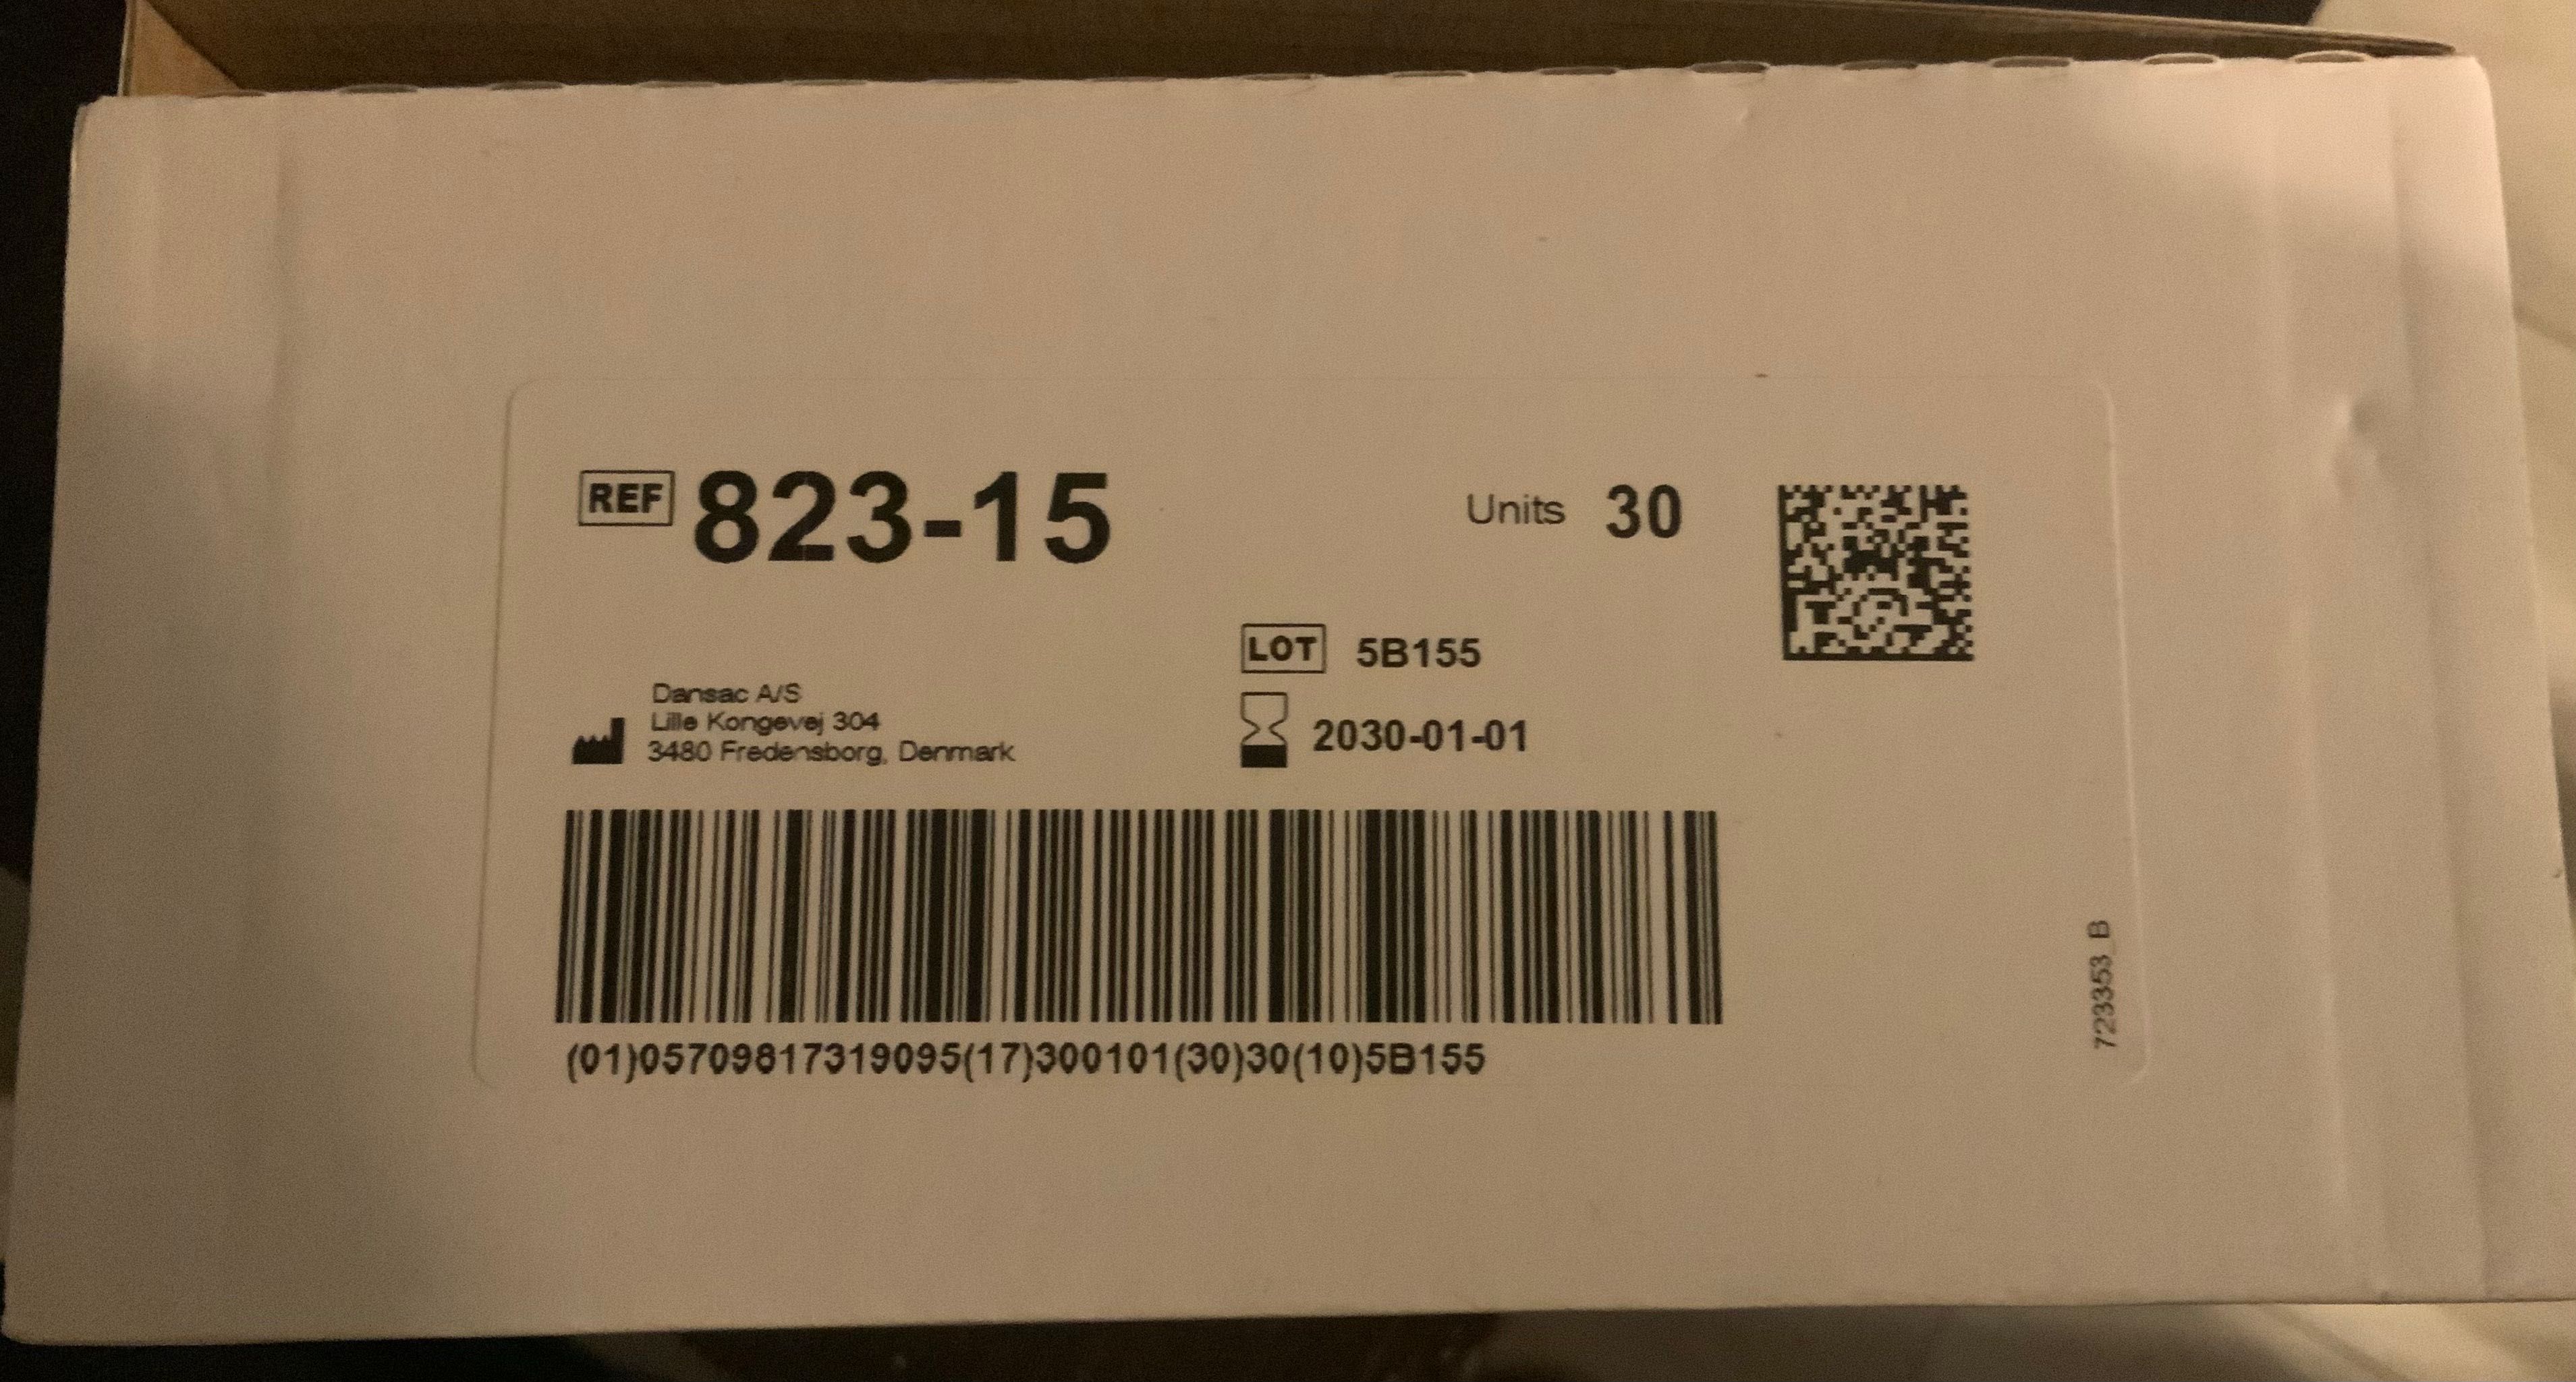 REF 823-15
Units 30
LOT 5B155
Dansac A/S
Lille Kongevej 304
3480 Fredensborg, Denmark
2030-01-01
(01)05709817319095(17)300101(30)30(10)5B155
723353_B